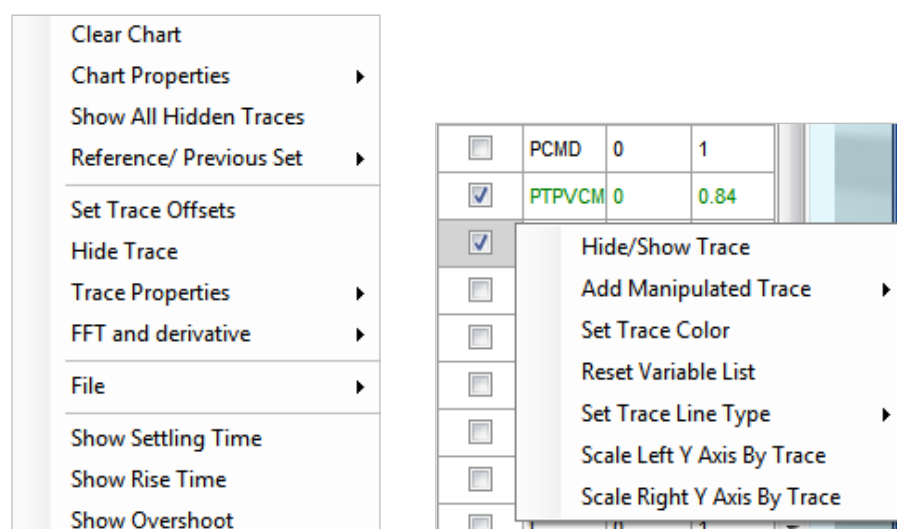 Clear Chart
Chart Properties
Show All Hidden Traces
Reference/ Previous Set
Set Trace Offsets
Hide Trace
Trace Properties
FFT and derivative
File
Show Settling Time
Show Rise Time
Show Overshoot
PCMD 0 1
PTPVCM 0 0.84
Hide/Show Trace
Add Manipulated Trace
Set Trace Color
Reset Variable List
Set Trace Line Type
Scale Left Y Axis By Trace
Scale Right Y Axis By Trace
0 1